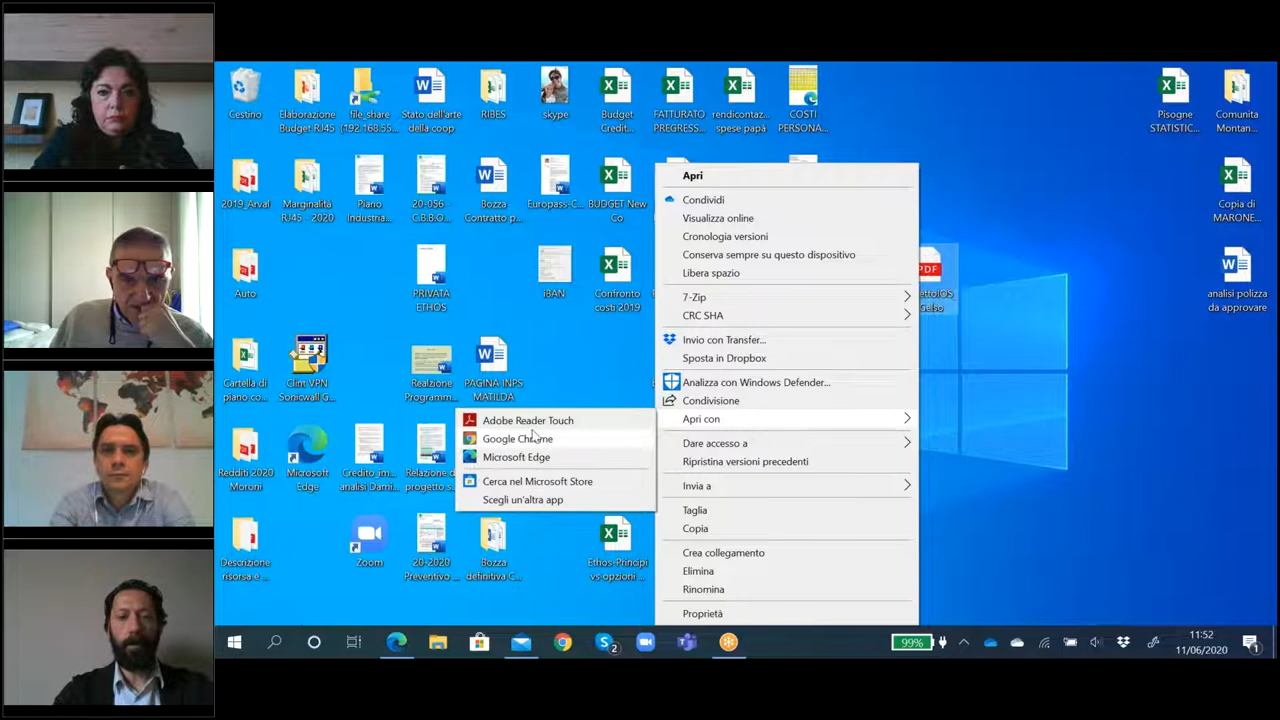 Cestino
Elaborazione
Budget RJ45
file_share
(192.168.55...
Stato dell'arte
della coop
RIBES
skype
Budget
Credit...
FATTURATO
PREGRESS...
rendicontaz...
spese papà
COSTI
PERSONA...
Pisogne
STATISTIC...
Comunita
Montan...
2019_Arval
Marginalità
RJ45 - 2020
Piano
Industria...
20-056 -
C.B.B.O...
Bozza
Contratto p...
Europass-C...
BUDGET New
Co
Copia di
MARONE...
Auto
PRIVATA
ETHOS
iBAN
Confronto
costi 2019
PDF
analisi polizza
da approvare
Cartella di
piano co...
Clint VPN
Sonicwall G...
Realzione
Programm...
PAGINA INPS
MATILDA
Redditi 2020
Moroni
Microsoft
Edge
Credito_im...
analisi Dami...
Relazione d...
progetto s...
Descrizione
risorsa e ...
Zoom
20-2020
Preventivo ...
Bozza
definitiva C...
Ethos-Principi
vs opzioni ...
Apri
Condividi
Visualizza online
Cronologia versioni
Conserva sempre su questo dispositivo
Libera spazio
7-Zip
CRC SHA
Invio con Transfer...
Sposta in Dropbox
Analizza con Windows Defender...
Condivisione
Apri con
Dare accesso a
Ripristina versioni precedenti
Invia a
Taglia
Copia
Crea collegamento
Elimina
Rinomina
Proprietà
Adobe Reader Touch
Google Chrome
Microsoft Edge
Cerca nel Microsoft Store
Scegli un'altra app
2
99%
11:52
11/06/2020
1